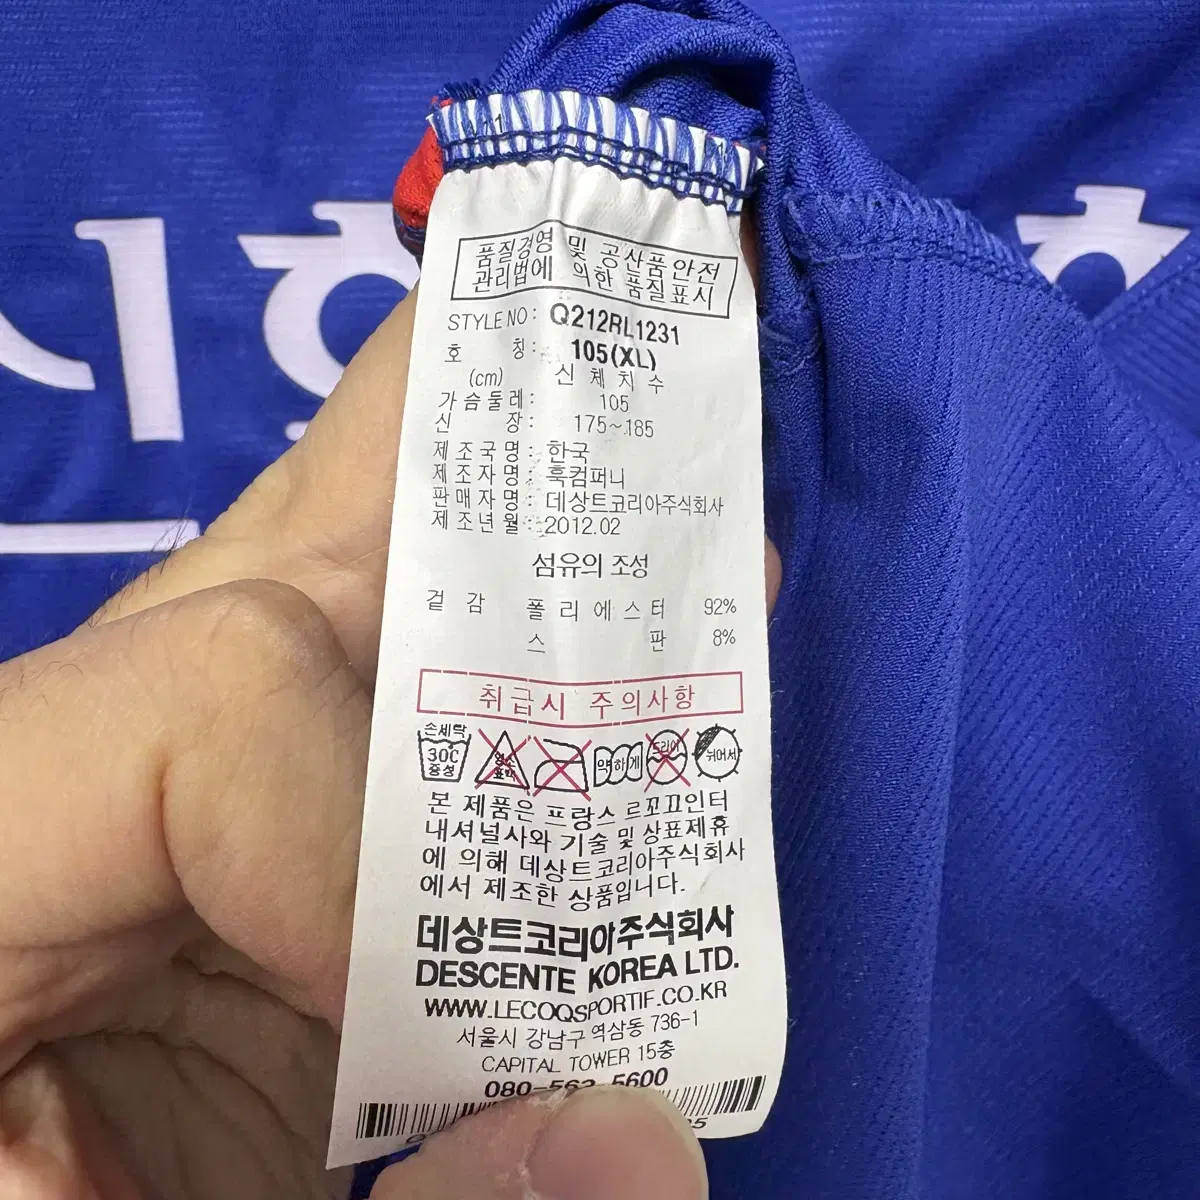 신한
품질경영 및 공산품안전
관리법에 의한 품질표시
STYLE NO: Q212RL1231
호 칭: 105(XL)
(cm) 신 체 치 수
가 슴 둘 레 : 105
신 장 : 175~185
제 조 국 명 : 한국
제 조 자 명 : 훅컴퍼니
판 매 자 명 : 데상트코리아주식회사
제 조 년 월 : 2012.02
섬유의 조성
겉 감 폴 리 에 스 터 92%
스 판 8%
취급시 주의사항
손세탁
30℃
중성
염소
표백
약하게
드라이
뉘어서
본 제품은 프랑스 르꼬끄인터
내셔널사와 기술 및 상표제휴
에 의해 데상트코리아주식회사
에서 제조한 상품입니다.
데상트코리아주식회사
DESCENTE KOREA LTD.
WWW.LECOQSPORTIF.CO.KR
서울시 강남구 역삼동 736-1
CAPITAL TOWER 15층
080-563-5600